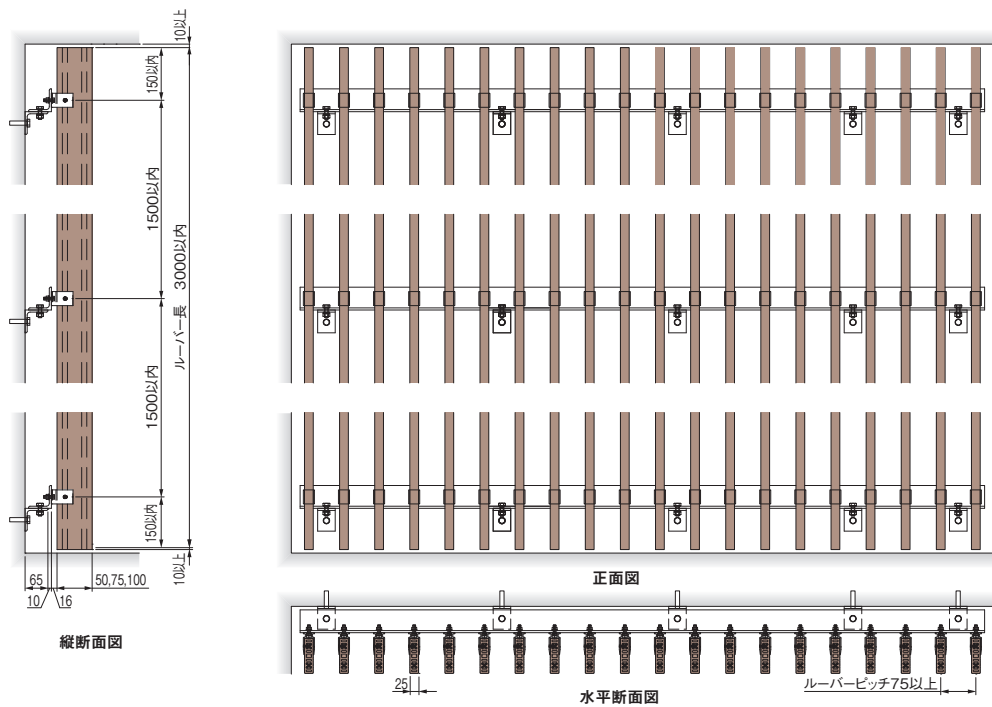 10以上
150以内
1500以内
ルーバー長 3000以内
1500以内
150以内
10以上
65
50,75,100
10
16
縦断面図
正面図
25
ルーバーピッチ75以上
水平断面図